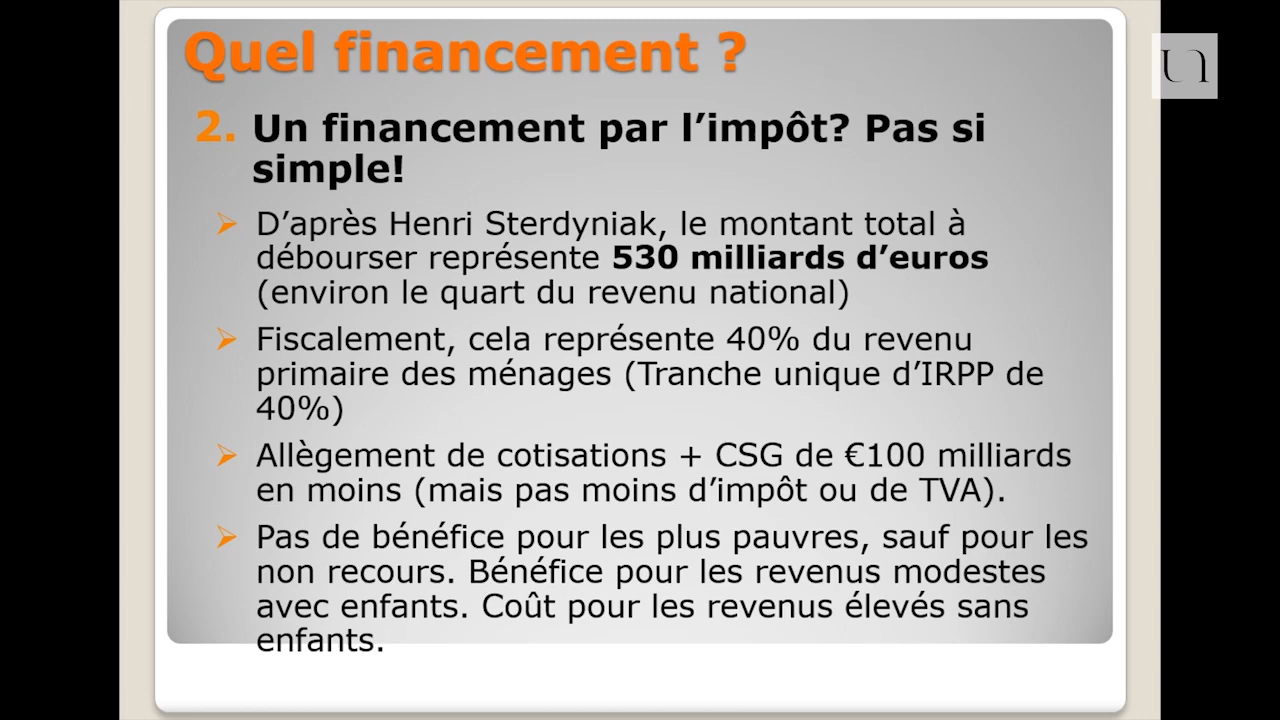 Quel financement ?
2. Un financement par l’impôt? Pas si
simple!
D’après Henri Sterdyniak, le montant total à
débourser représente 530 milliards d’euros
(environ le quart du revenu national)
Fiscalement, cela représente 40% du revenu
primaire des ménages (Tranche unique d’IRPP de
40%)
Allègement de cotisations + CSG de €100 milliards
en moins (mais pas moins d’impôt ou de TVA).
Pas de bénéfice pour les plus pauvres, sauf pour les
non recours. Bénéfice pour les revenus modestes
avec enfants. Coût pour les revenus élevés sans
enfants.